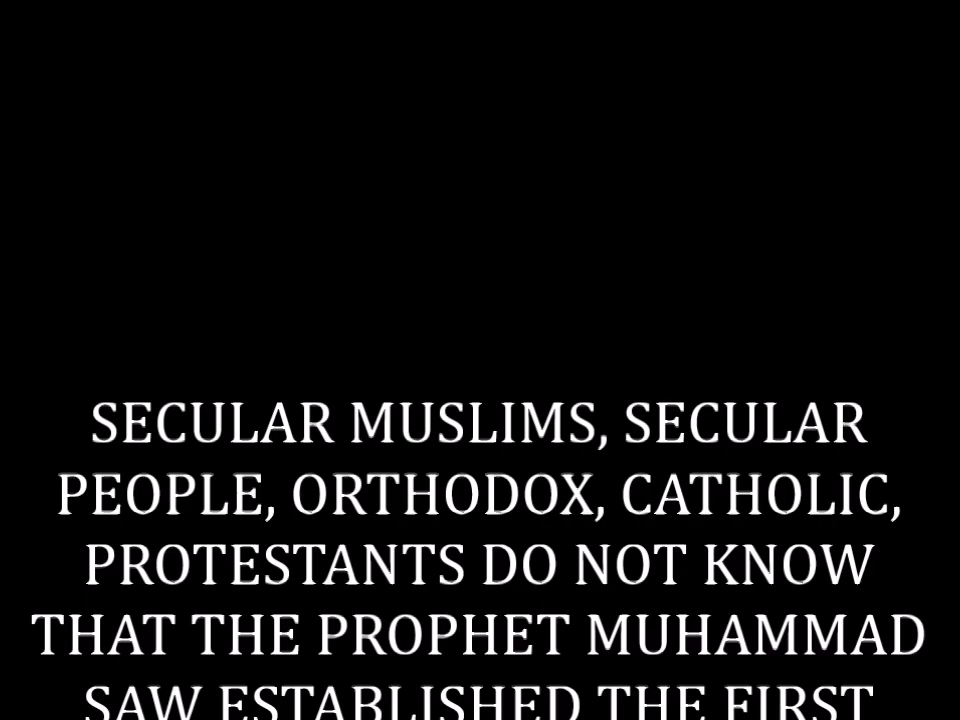 SECULAR MUSLIMS, SECULAR
PEOPLE, ORTHODOX, CATHOLIC,
PROTESTANTS DO NOT KNOW
THAT THE PROPHET MUHAMMAD
SAW ESTABLISHED THE FIRST